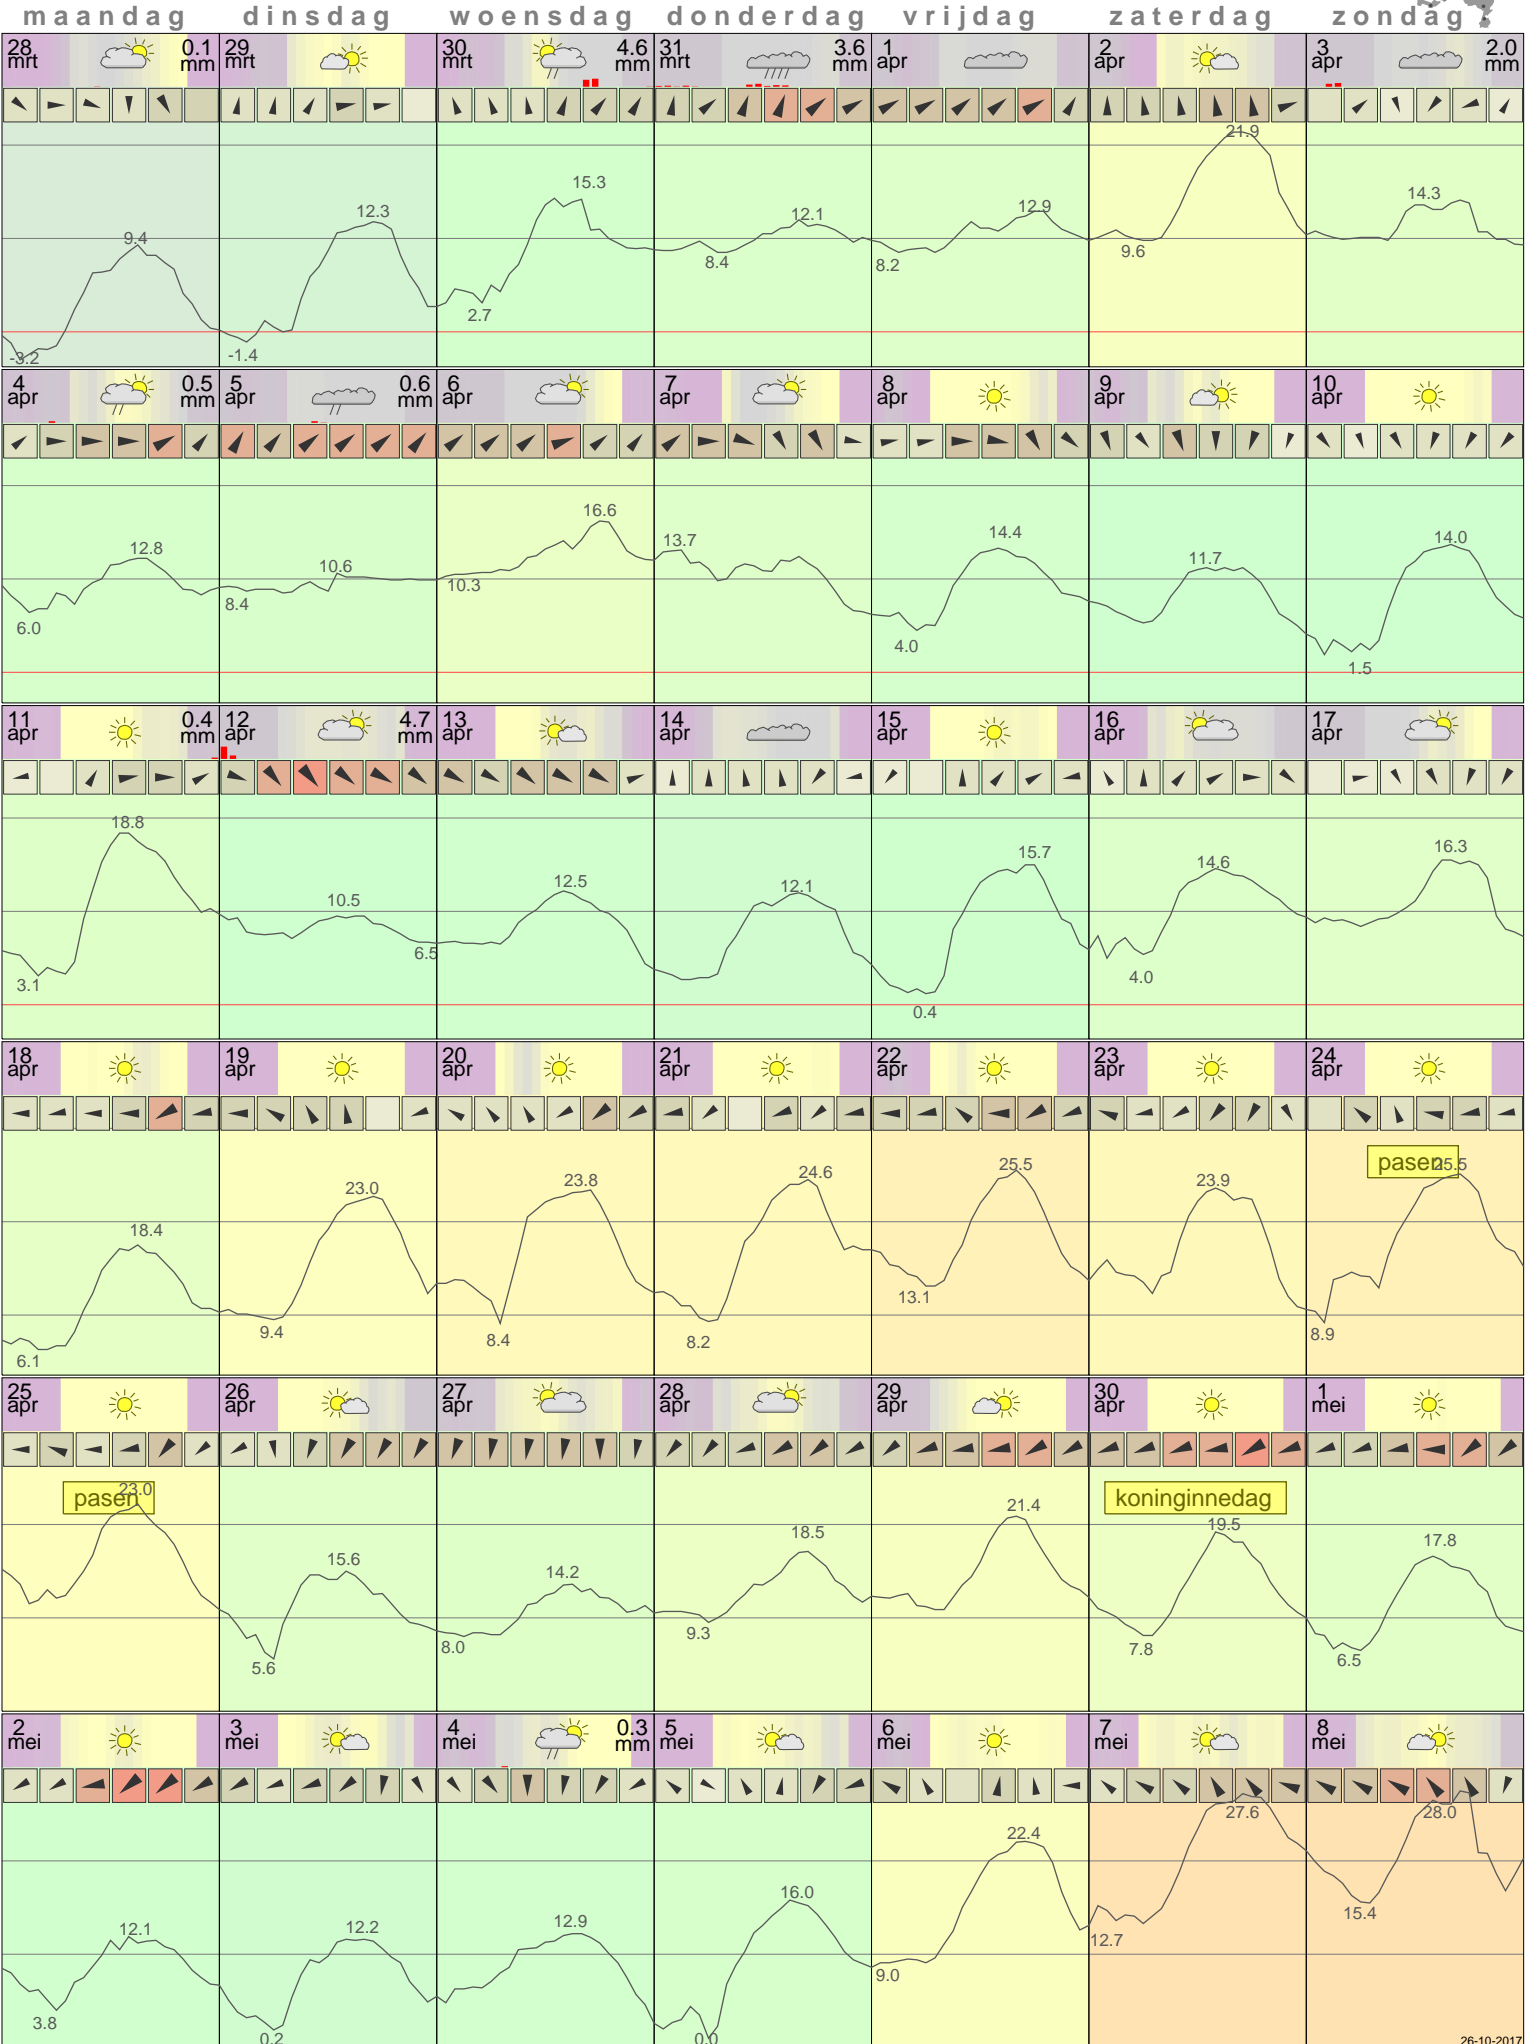 maandag dinsdag woensdag donderdag vrijdag zaterdag zondag
28 mrt 0.1 mm 29 mrt 30 mrt 4.6 mm 31 mrt 3.6 mm 1 apr 2 apr 3 apr 2.0 mm
21.9
15.3
14.3
12.3 12.1 12.9
9.4
8.4 8.2 9.6
2.7
-3.2 -1.4
4 apr 0.5 mm 5 apr 0.6 mm 6 apr 7 apr 8 apr 9 apr 10 apr
16.6
12.8 13.7 14.4 14.0
10.6 11.7
10.3
8.4
6.0
4.0
1.5
11 apr 0.4 mm 12 apr 4.7 mm 13 apr 14 apr 15 apr 16 apr 17 apr
18.8
15.7 14.6 16.3
10.5 12.5 12.1
6.5
3.1 4.0
0.4
18 apr 19 apr 20 apr 21 apr 22 apr 23 apr 24 apr
pasen 25.5
23.0 23.8 24.6 25.5 23.9
18.4
13.1
9.4 8.4 8.2 8.9
6.1
25 apr 26 apr 27 apr 28 apr 29 apr 30 apr 1 mei
pasen 23.0 koninginnedag
21.4 19.5
18.5 17.8
15.6 14.2
9.3
8.0 7.8
5.6 6.5
2 mei 3 mei 4 mei 0.3 mm 5 mei 6 mei 7 mei 8 mei
27.6 28.0
22.4
16.0
12.1 12.2 12.9 15.4
12.7
9.0
3.8
0.2 0.0
26-10-2017